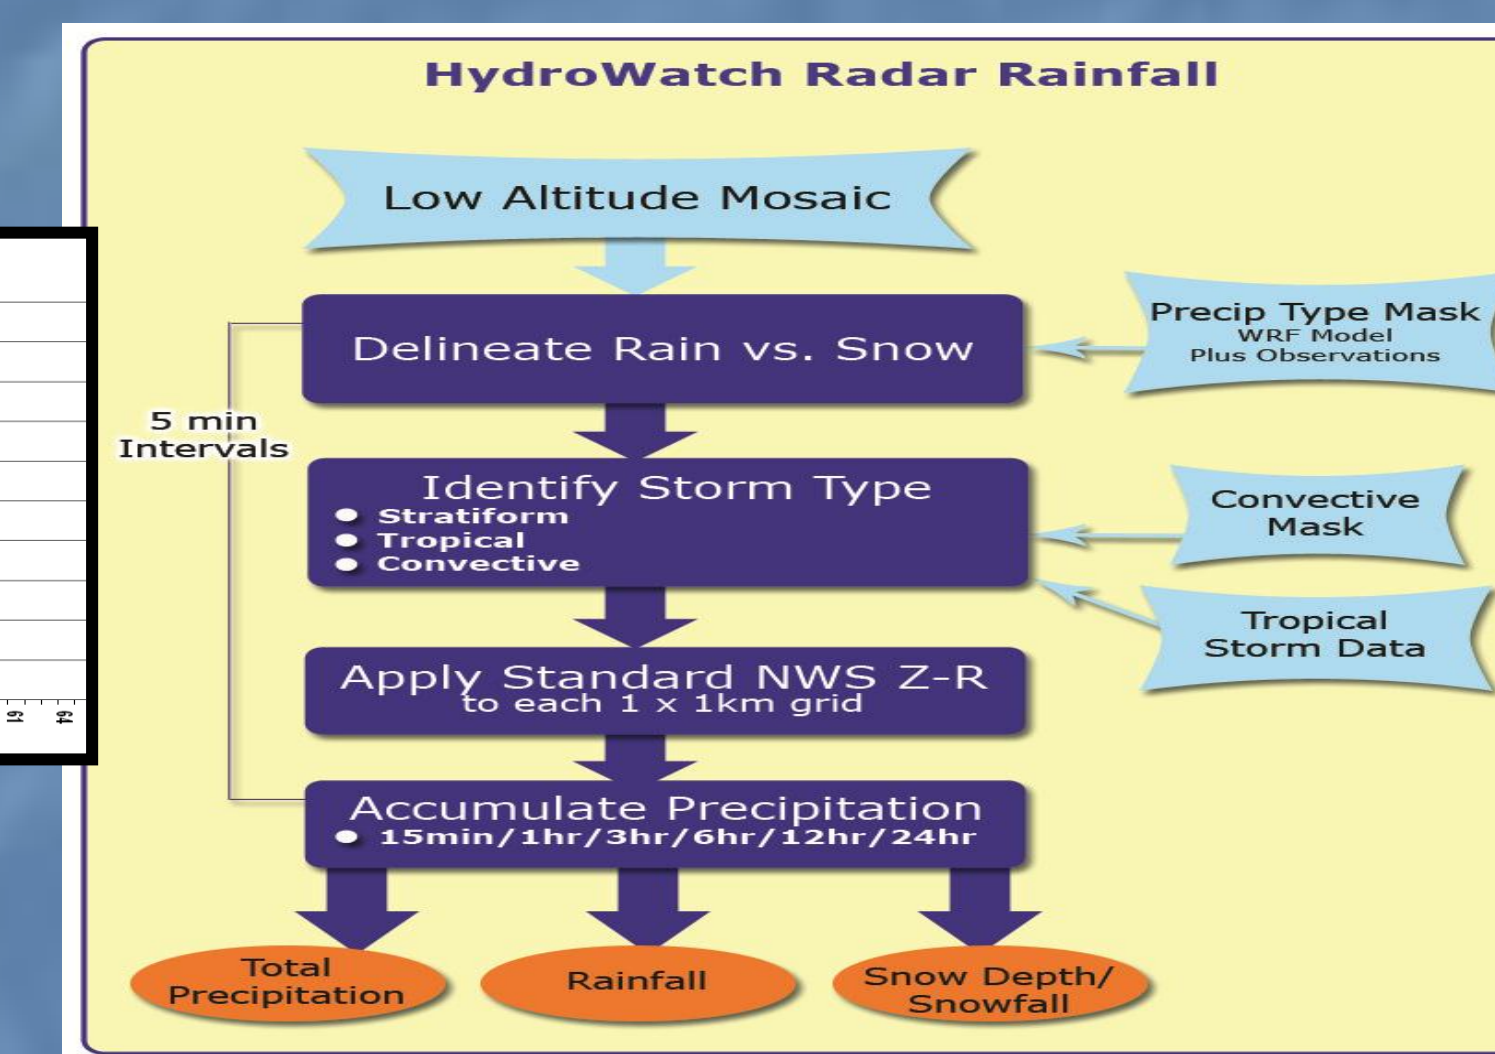 HydroWatch Radar Rainfall
Low Altitude Mosaic
Delineate Rain vs. Snow
Precip Type Mask
WRF Model
Plus Observations
5 min
Intervals
Identify Storm Type
● Stratiform
● Tropical
● Convective
Convective
Mask
Tropical
Storm Data
Apply Standard NWS Z-R
to each 1 x 1km grid
61 64
Accumulate Precipitation
● 15min/1hr/3hr/6hr/12hr/24hr
Total
Precipitation
Rainfall
Snow Depth/
Snowfall